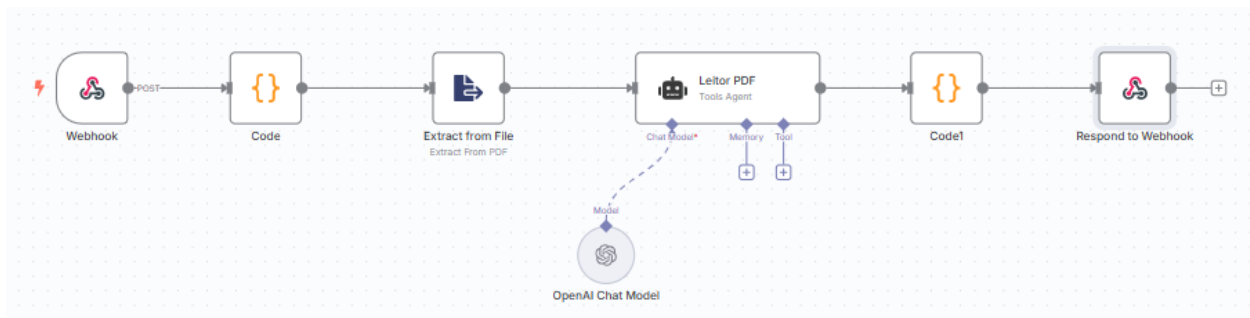 POST
Webhook
Code
Extract from File
Extract From PDF
Leitor PDF
Tools Agent
Chat Model*
Memory
Tool
Model
OpenAI Chat Model
Code1
Respond to Webhook